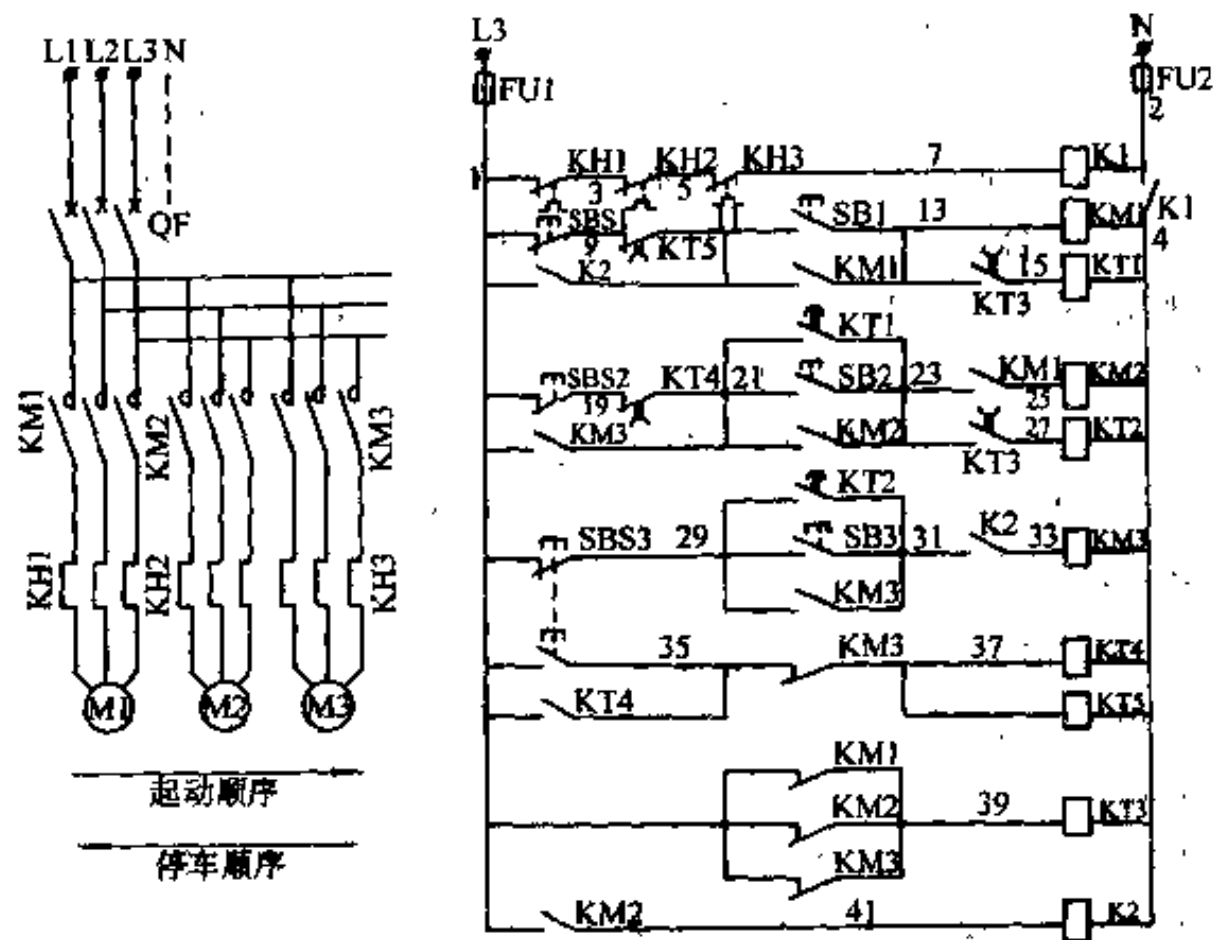 L1 L2 L3 N
QF
KM1
KM2
KM3
KH1
KH2
KH3
M1 M2 M3
起动顺序
停车顺序
L3 N
FU1 FU2
2
1 KH1 KH2 KH3 7 K1
3 5
SBS1 SB1 13 KM1 K1
9 KT5 4
K2 KM1 15 KT1
KT3
KT1
SBS2 KT4 21 SB2 23 KM1 KM2
19 25
KM3 KM2 27 KT2
KT3
KT2
SBS3 29 SB3 31 K2 33 KM3
KM3
35 KM3 37 KT4
KT4 KT5
KM1
KM2 39 KT3
KM3
KM2 41 K2